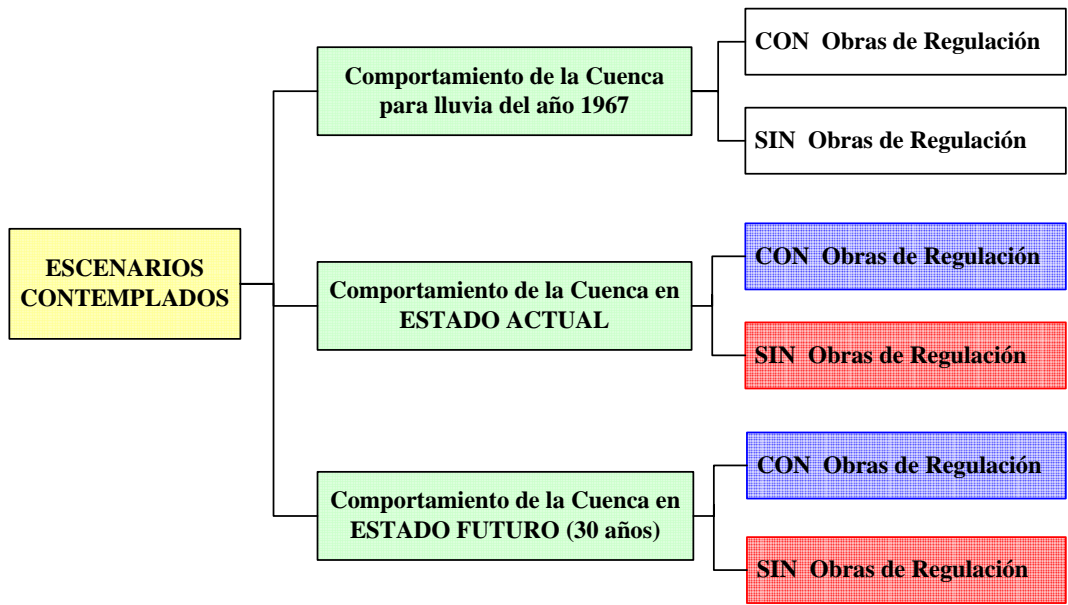 ESCENARIOS
CONTEMPLADOS
Comportamiento de la Cuenca
para lluvia del año 1967
CON Obras de Regulación
SIN Obras de Regulación
Comportamiento de la Cuenca en
ESTADO ACTUAL
CON Obras de Regulación
SIN Obras de Regulación
Comportamiento de la Cuenca en
ESTADO FUTURO (30 años)
CON Obras de Regulación
SIN Obras de Regulación